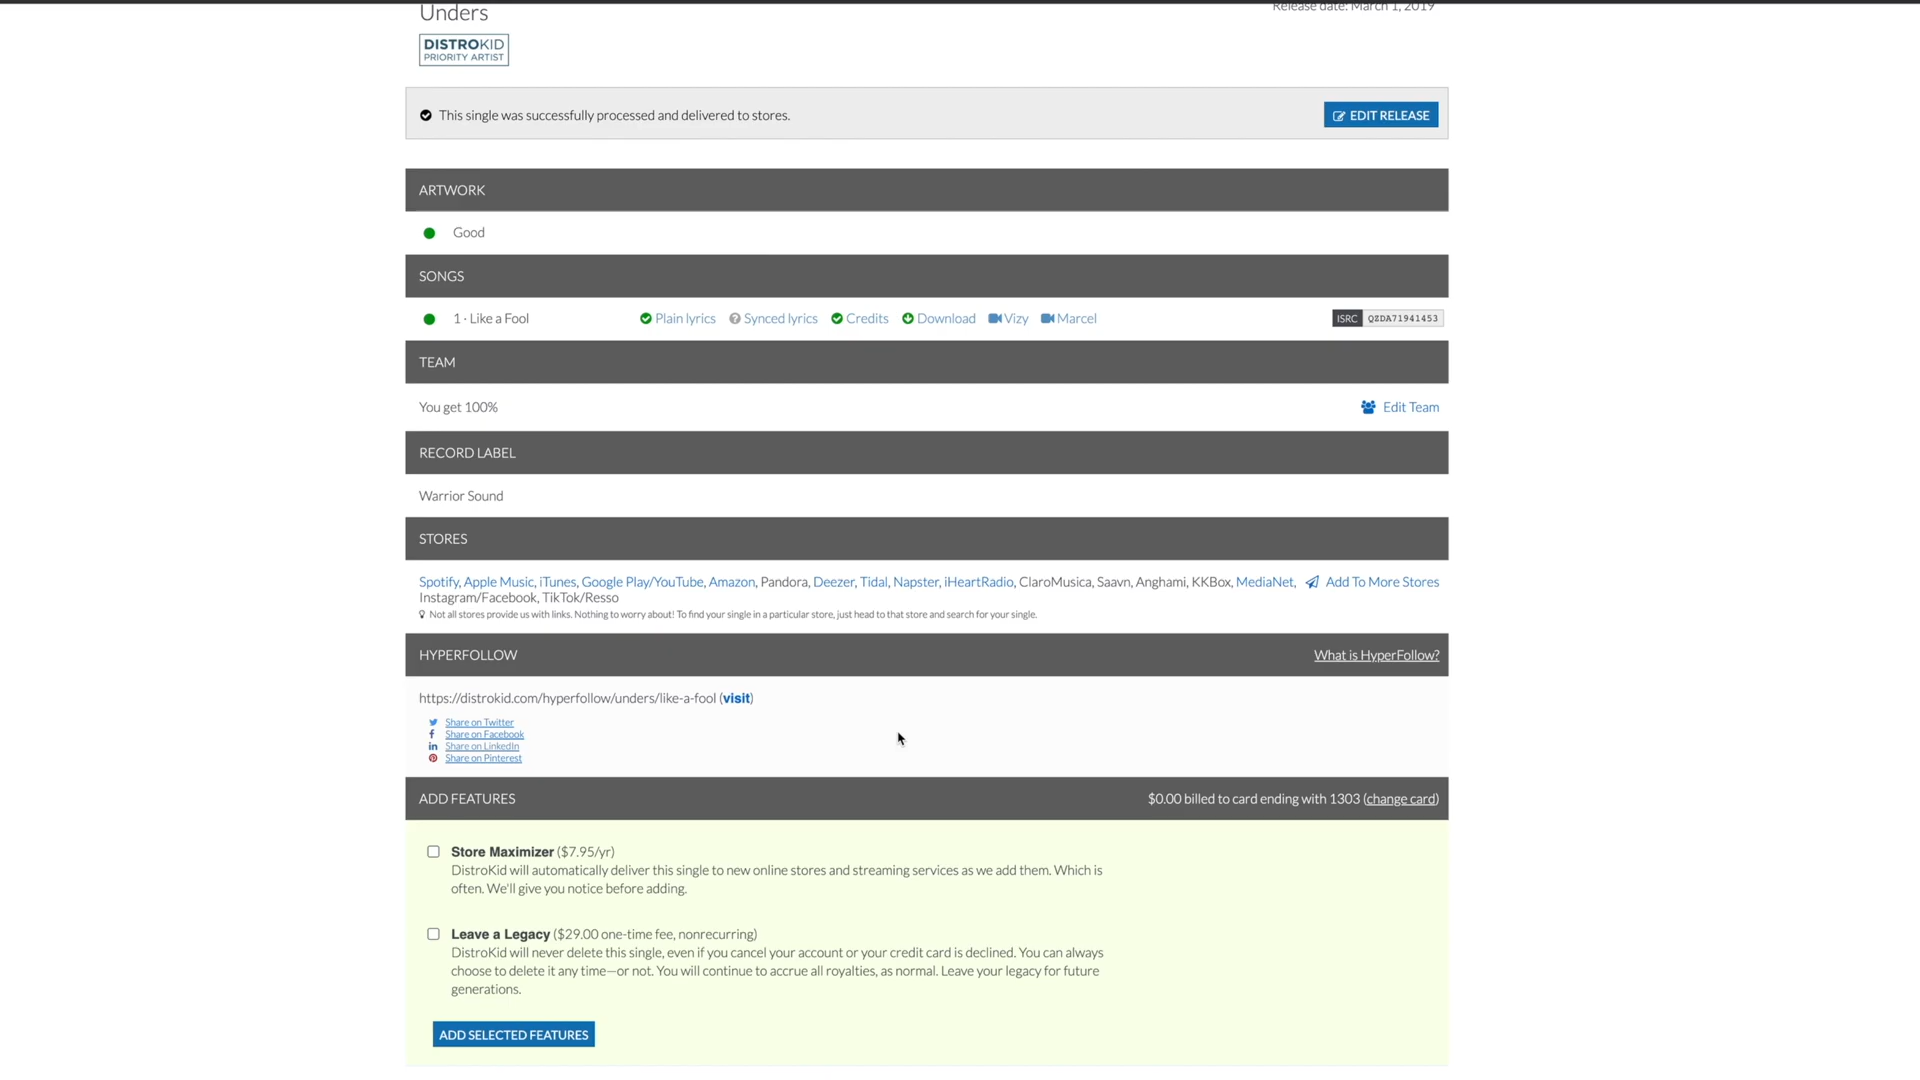 Unders
Release date: March 1, 2019
DISTROKID
PRIORITY ARTIST
This single was successfully processed and delivered to stores.
EDIT RELEASE
ARTWORK
Good
SONGS
1 · Like a Fool Plain lyrics Synced lyrics Credits Download Vizy Marcel ISRC QZDA71941453
TEAM
You get 100% Edit Team
RECORD LABEL
Warrior Sound
STORES
Spotify, Apple Music, iTunes, Google Play/YouTube, Amazon, Pandora, Deezer, Tidal, Napster, iHeartRadio, ClaroMusica, Saavn, Anghami, KKBox, MediaNet, Add To More Stores
Instagram/Facebook, TikTok/Resso
Not all stores provide us with links. Nothing to worry about! To find your single in a particular store, just head to that store and search for your single.
HYPERFOLLOW What is HyperFollow?
https://distrokid.com/hyperfollow/unders/like-a-fool (visit)
Share on Twitter
Share on Facebook
Share on LinkedIn
Share on Pinterest
ADD FEATURES $0.00 billed to card ending with 1303 (change card)
Store Maximizer ($7.95/yr)
DistroKid will automatically deliver this single to new online stores and streaming services as we add them. Which is
often. We'll give you notice before adding.
Leave a Legacy ($29.00 one-time fee, nonrecurring)
DistroKid will never delete this single, even if you cancel your account or your credit card is declined. You can always
choose to delete it any time—or not. You will continue to accrue all royalties, as normal. Leave your legacy for future
generations.
ADD SELECTED FEATURES